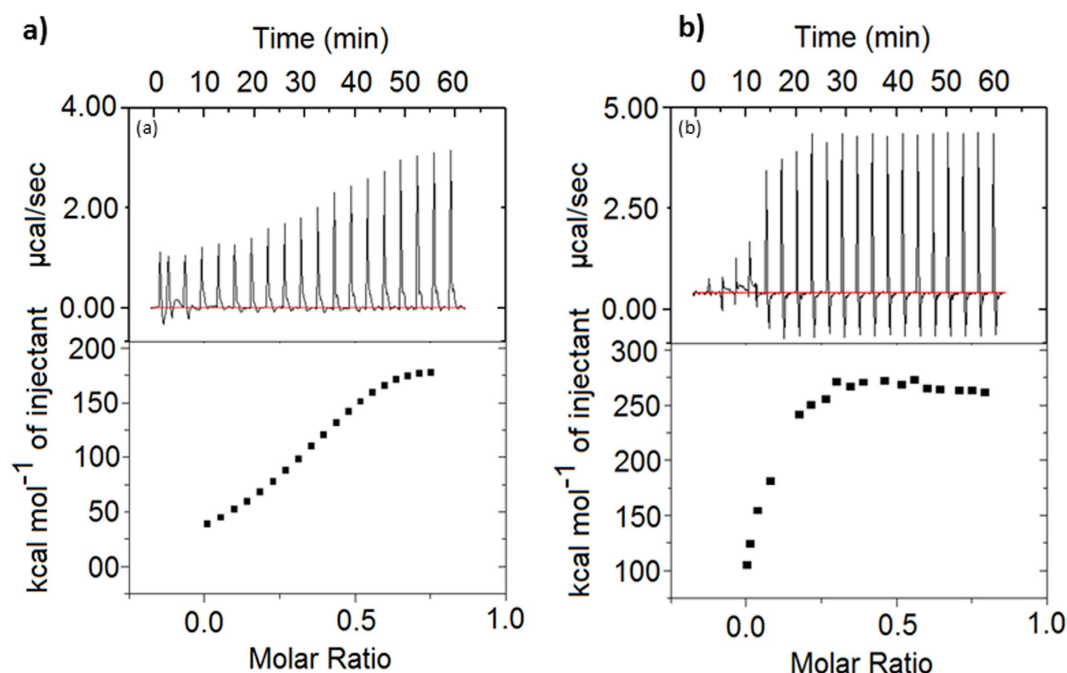 a)
Time (min)
0 10 20 30 40 50 60
4.00
2.00
0.00
µcal/sec
(a)
200
150
100
50
00
kcal mol⁻¹ of injectant
0.0 0.5 1.0
Molar Ratio
b)
Time (min)
0 10 20 30 40 50 60
5.00
2.50
0.00
µcal/sec
(b)
300
250
200
150
100
kcal mol⁻¹ of injectant
0.0 0.5 1.0
Molar Ratio